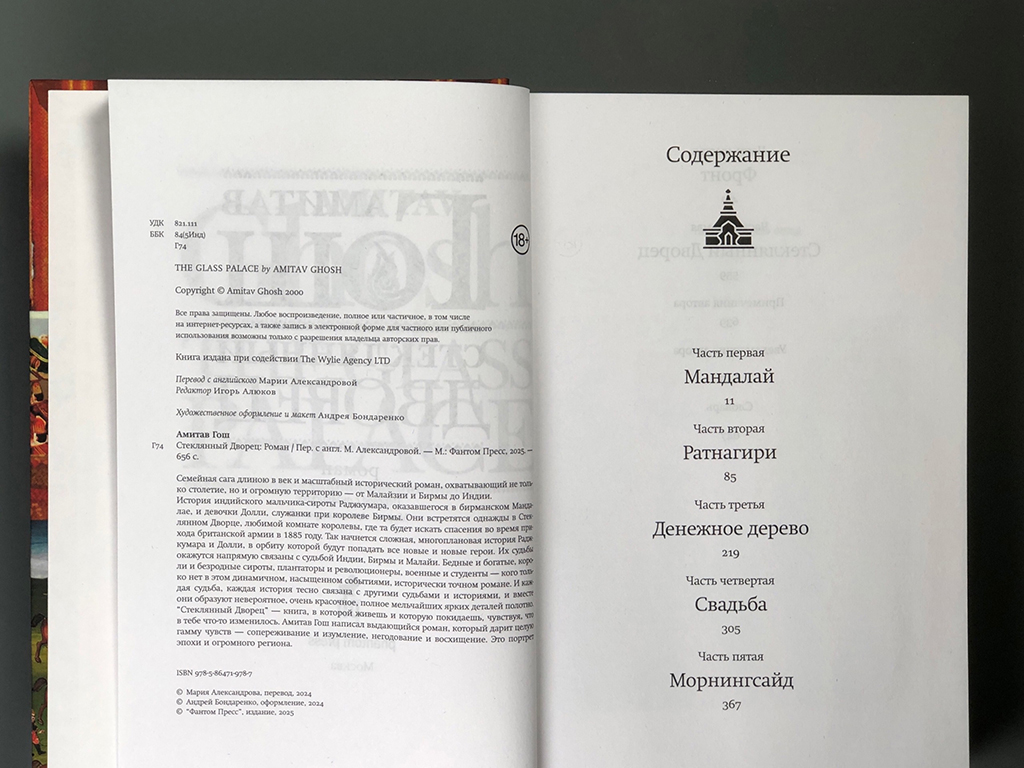 УДК 821.111
ББК 84(5Инд)
Г74
18+
THE GLASS PALACE by AMITAV GHOSH
Copyright © Amitav Ghosh 2000
Все права защищены. Любое воспроизведение, полное или частичное, в том числе
на интернет-ресурсах, а также запись в электронной форме для частного или публичного
использования возможны только с разрешения владельца авторских прав.
Книга издана при содействии The Wylie Agency LTD
Перевод с английского Марии Александровой
Редактор Игорь Алюков
Художественное оформление и макет Андрея Бондаренко
Амитав Гош
Г74 Стеклянный Дворец: Роман / Пер. с англ. М. Александровой. — М.: Фантом Пресс, 2025. —
656 с.
Семейная сага длиною в век и масштабный исторический роман, охватывающий не толь-
ко столетие, но и огромную территорию — от Малайзии и Бирмы до Индии.
История индийского мальчика-сироты Раджкумара, оказавшегося в бирманском Манда-
лае, и девочки Долли, служанки при королеве Бирмы. Они встретятся однажды в Стек-
лянном Дворце, любимой комнате королевы, где та будет искать спасения во время при-
хода британской армии в 1885 году. Так начнется сложная, многоплановая история Радж-
кумара и Долли, в орбиту которой будут попадать все новые и новые герои. Их судьбы
окажутся напрямую связаны с судьбой Индии, Бирмы и Малайи. Бедные и богатые, коро-
ли и безродные сироты, плантаторы и революционеры, военные и студенты — кого толь-
ко нет в этом динамичном, насыщенном событиями, исторически точном романе. И каж-
дая судьба, каждая история тесно связана с другими судьбами и историями, и вместе
они образуют невероятное, очень красочное, полное мельчайших ярких деталей полотно.
“Стеклянный Дворец” — книга, в которой живешь и которую покидаешь, чувствуя, что
в тебе что-то изменилось. Амитав Гош написал выдающийся роман, который дарит целую
гамму чувств — сопереживание и изумление, негодование и восхищение. Это портрет
эпохи и огромного региона.
ISBN 978-5-86471-978-7
© Мария Александрова, перевод, 2024
© Андрей Бондаренко, оформление, 2024
© “Фантом Пресс”, издание, 2025
Содержание
Часть первая
Мандалай
11
Часть вторая
Ратнагири
85
Часть третья
Денежное дерево
219
Часть четвертая
Свадьба
305
Часть пятая
Морнингсайд
367